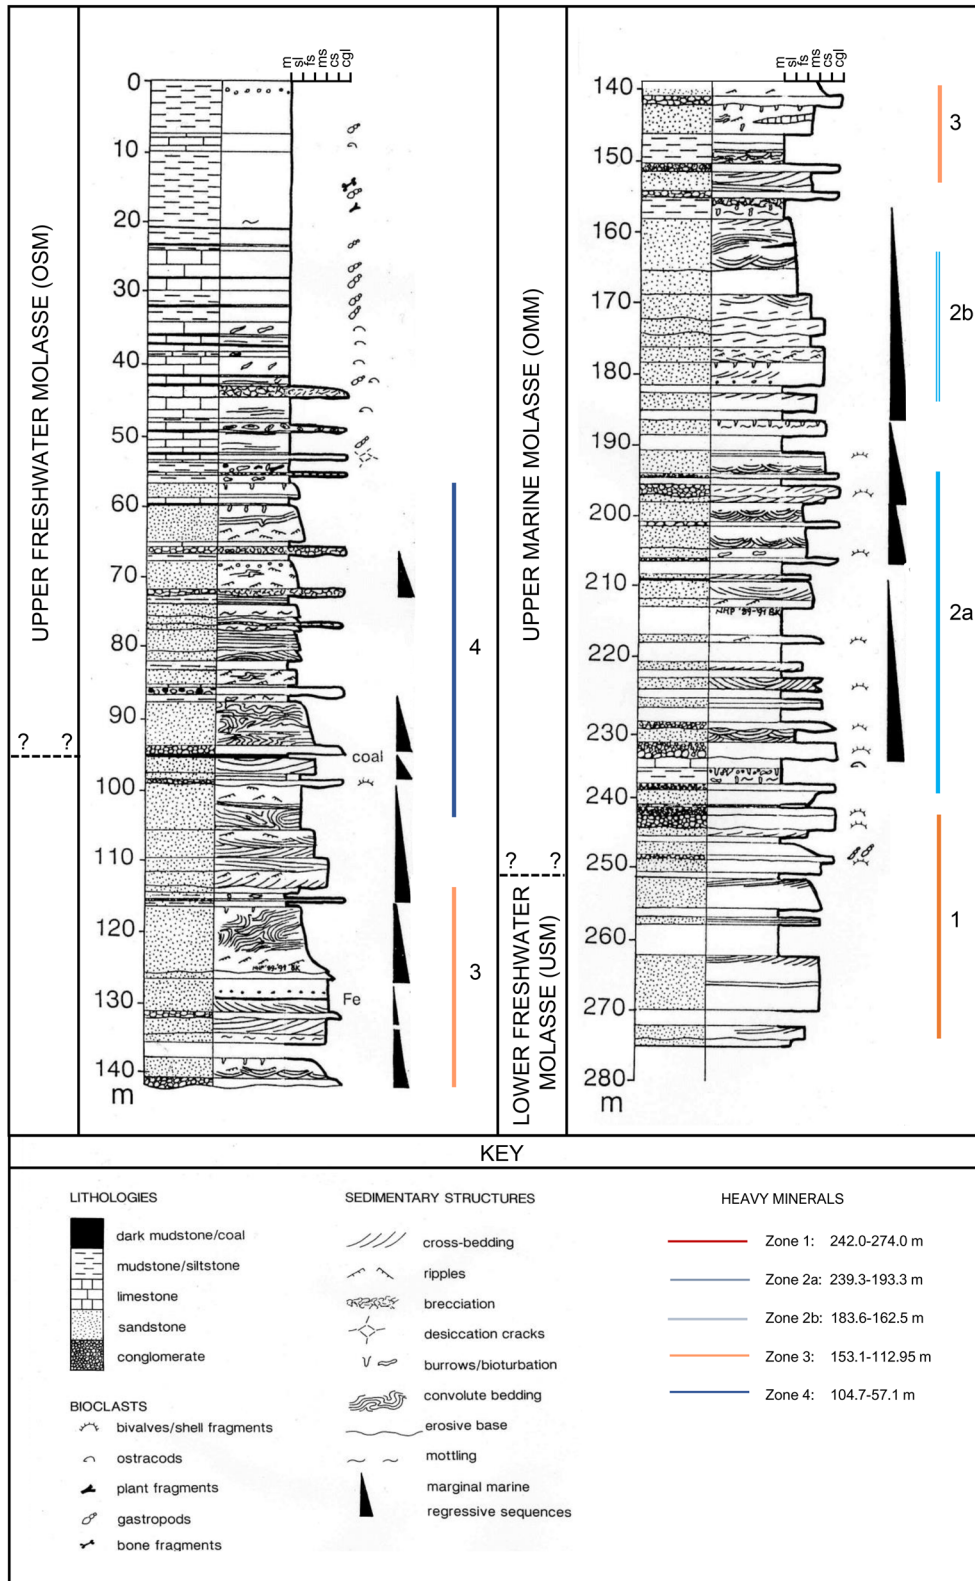 UPPER FRESHWATER MOLASSE (OSM)
m
sl
fs
ms
cs
cgl
0
10
20
30
40
50
60
70
80
90
100
110
120
130
140
m
? ?
coal
Fe
4
3
UPPER MARINE MOLASSE (OMM)
? ?
LOWER FRESHWATER
MOLASSE (USM)
m
sl
fs
ms
cs
cgl
140
150
160
170
180
190
200
210
220
230
240
250
260
270
280
m
3
2b
2a
1
KEY
LITHOLOGIES
dark mudstone/coal
mudstone/siltstone
limestone
sandstone
conglomerate
BIOCLASTS
bivalves/shell fragments
ostracods
plant fragments
gastropods
bone fragments
SEDIMENTARY STRUCTURES
cross-bedding
ripples
brecciation
desiccation cracks
burrows/bioturbation
convolute bedding
erosive base
mottling
marginal marine
regressive sequences
HEAVY MINERALS
Zone 1: 242.0-274.0 m
Zone 2a: 239.3-193.3 m
Zone 2b: 183.6-162.5 m
Zone 3: 153.1-112.95 m
Zone 4: 104.7-57.1 m